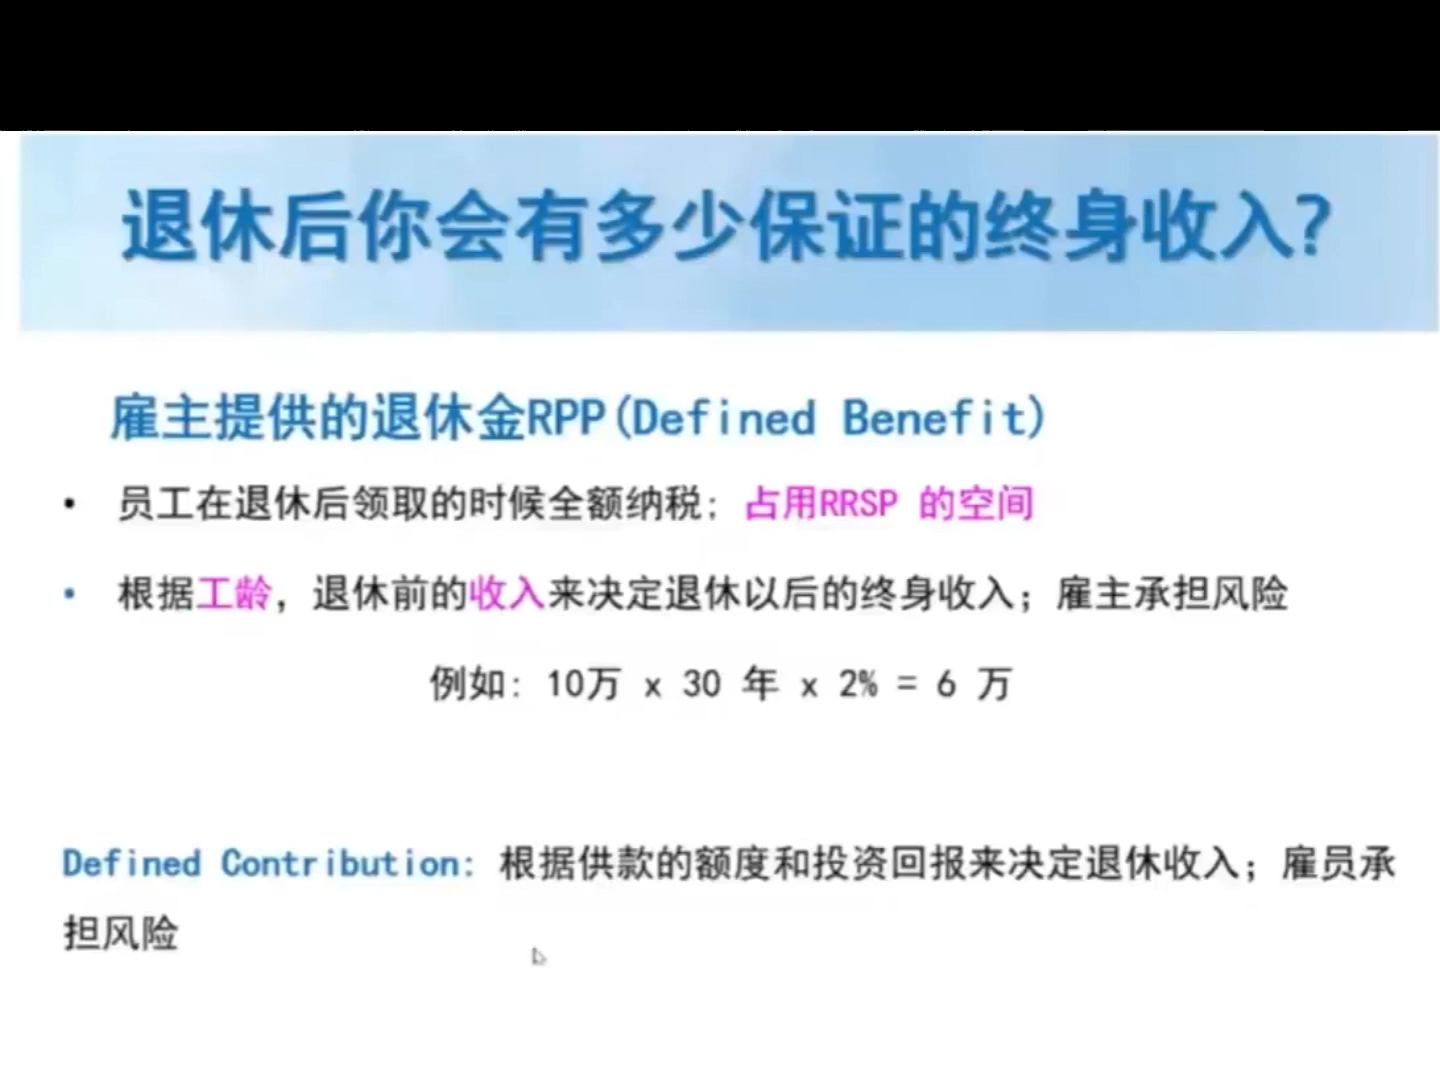 退休后你会有多少保证的终身收入?
雇主提供的退休金RPP(Defined Benefit)
• 员工在退休后领取的时候全额纳税; 占用RRSP 的空间
• 根据工龄，退休前的收入来决定退休以后的终身收入；雇主承担风险
例如: 10万 x 30 年 x 2% = 6 万
Defined Contribution: 根据供款的额度和投资回报来决定退休收入；雇员承
担风险